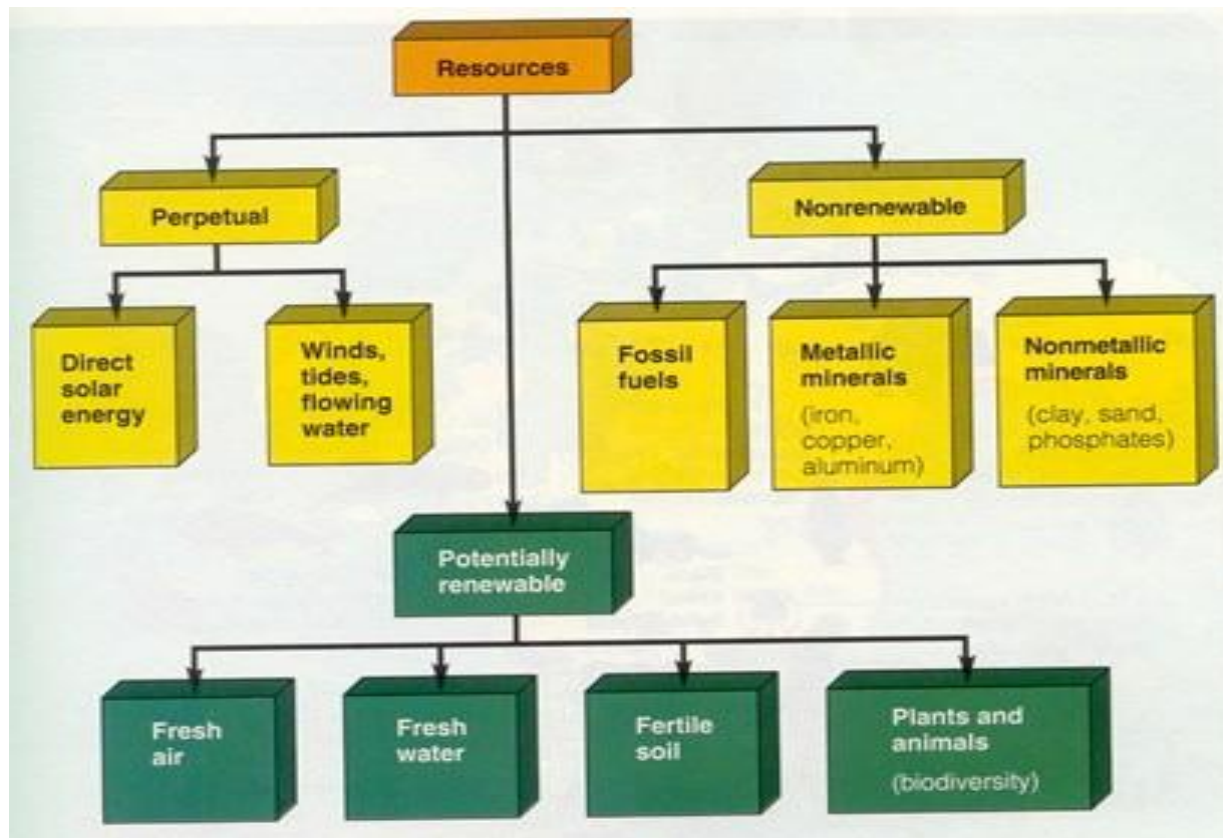 Resources
Perpetual
Nonrenewable
Direct
solar
energy
Winds,
tides,
flowing
water
Fossil
fuels
Metallic
minerals
(iron,
copper,
aluminum)
Nonmetallic
minerals
(clay, sand,
phosphates)
Potentially
renewable
Fresh
air
Fresh
water
Fertile
soil
Plants and
animals
(biodiversity)